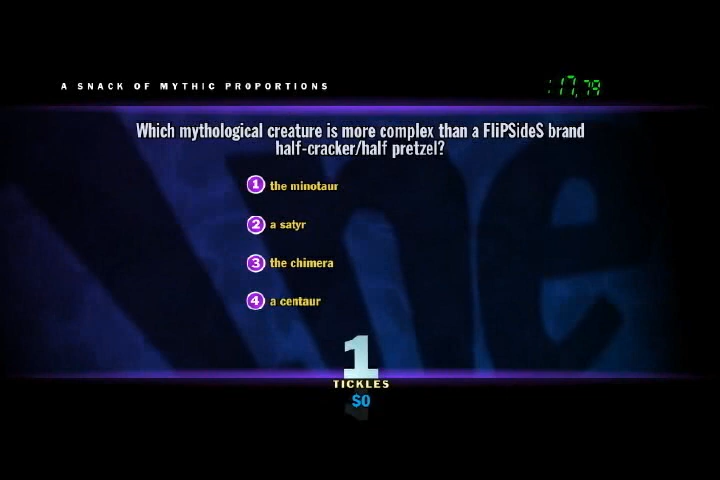 A SNACK OF MYTHIC PROPORTIONS
:17.79
Which mythological creature is more complex than a FliPSideS brand
half-cracker/half pretzel?
1 the minotaur
2 a satyr
3 the chimera
4 a centaur
1
TICKLES
$0